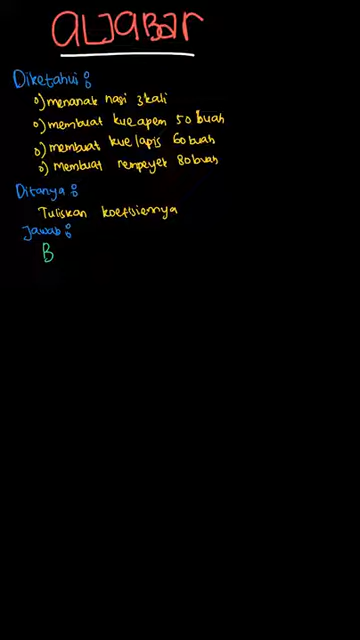 ALJABAR
Diketahui :
o) menanak nasi 3 kali
o) membuat kue apem 50 buah
o) membuat kue lapis 60 buah
o) membuat rempeyek 80 buah
Ditanya :
Tuliskan koefisiennya
Jawab :
B